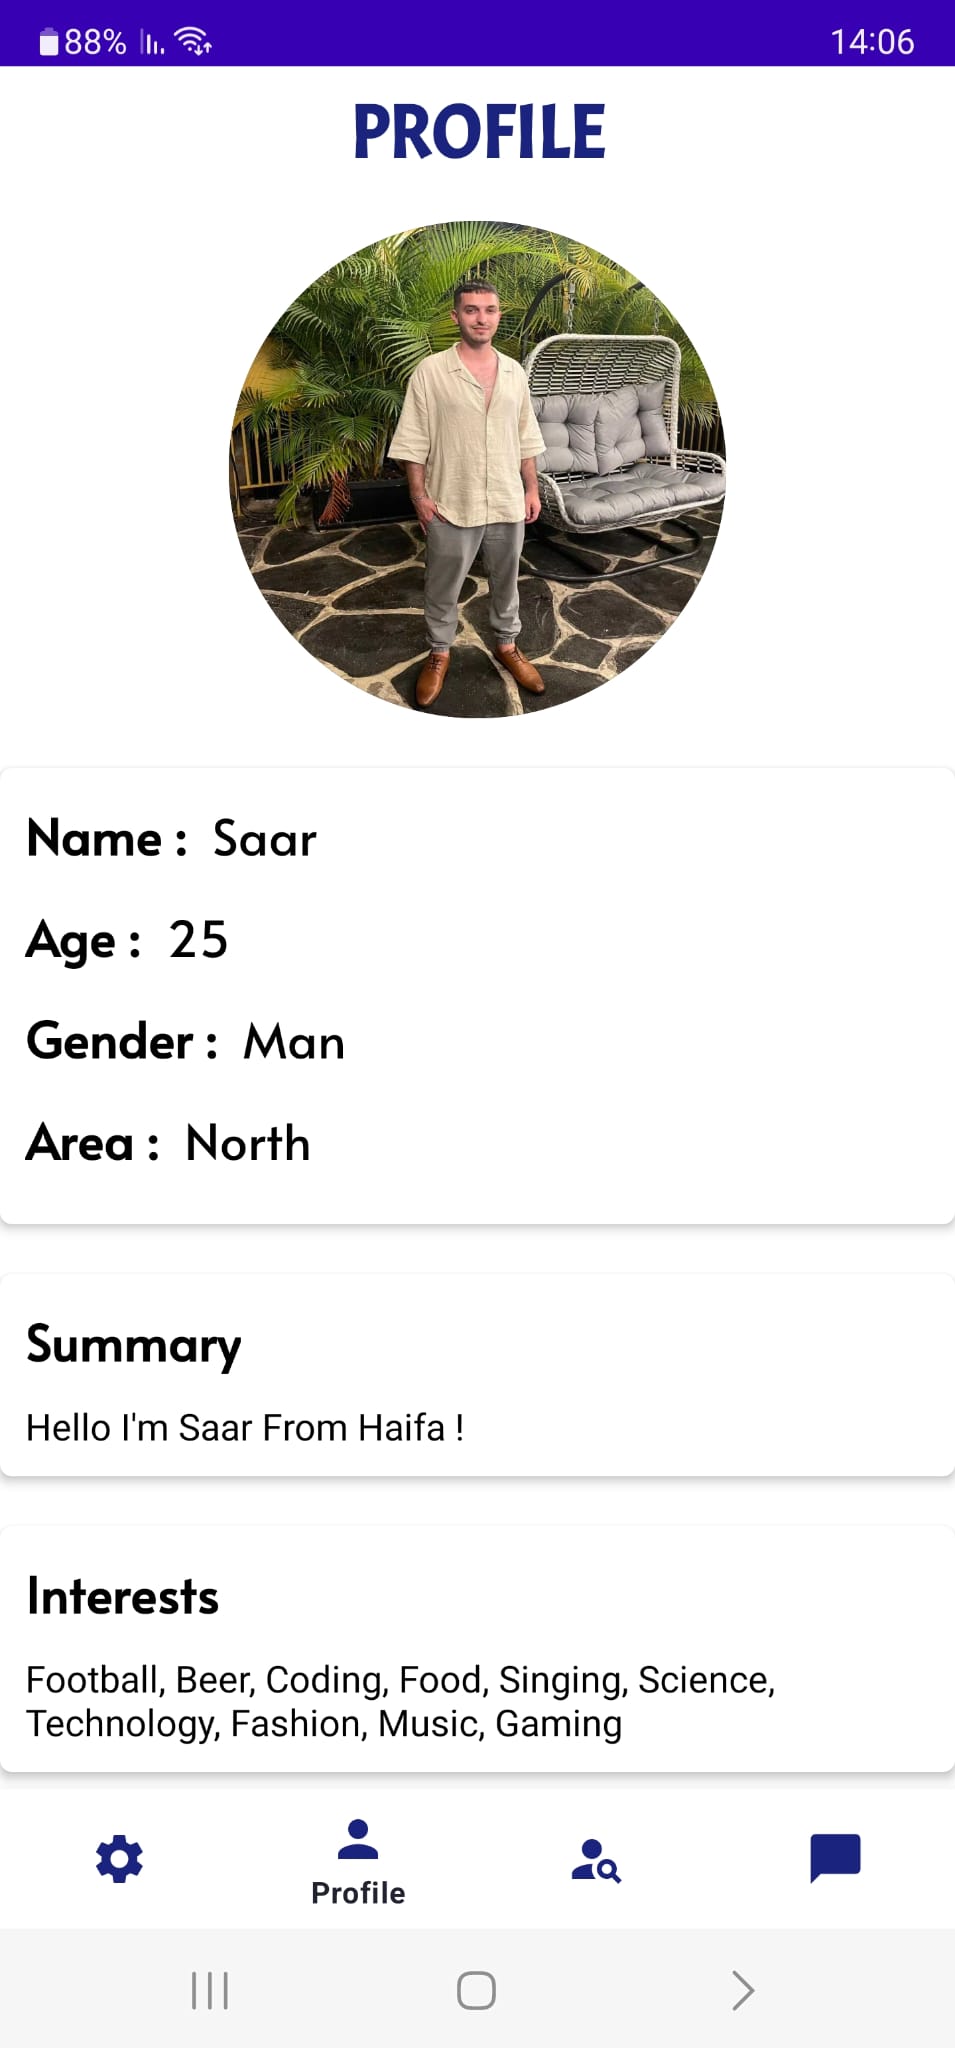 88%
14:06
PROFILE
Name : Saar
Age : 25
Gender : Man
Area : North
Summary
Hello I'm Saar From Haifa !
Interests
Football, Beer, Coding, Food, Singing, Science,
Technology, Fashion, Music, Gaming
Profile